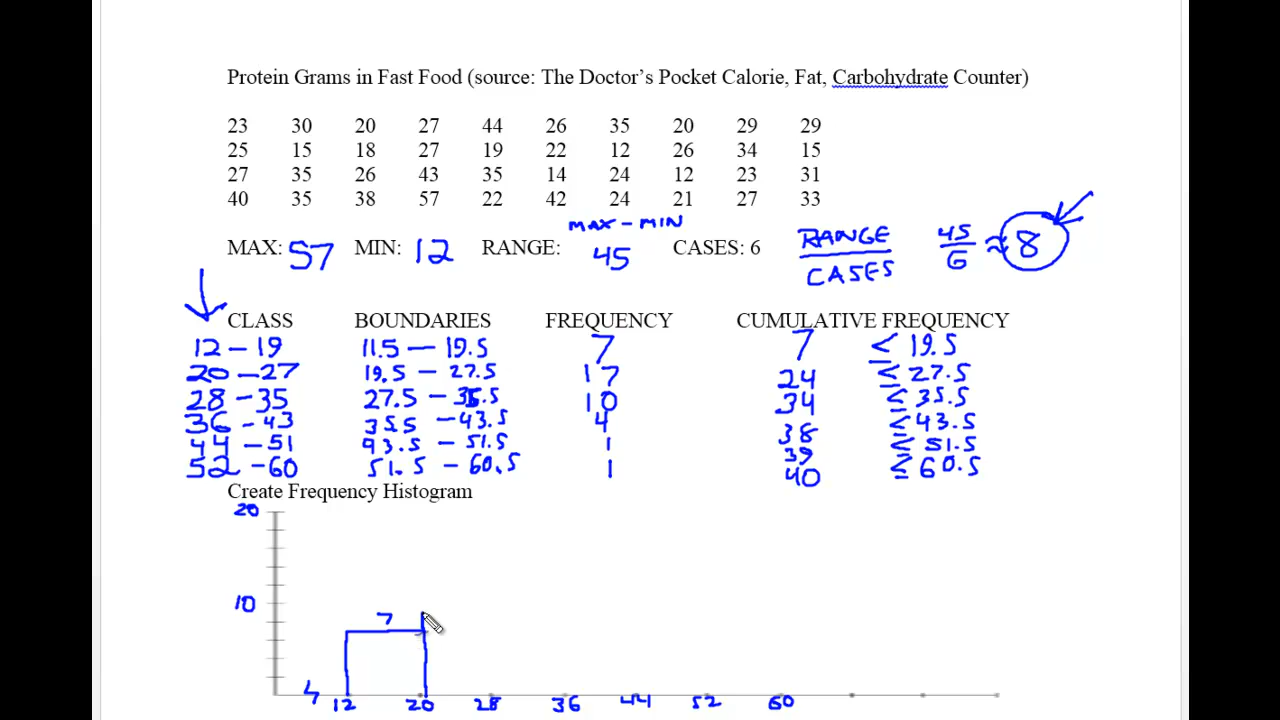 Protein Grams in Fast Food (source: The Doctor's Pocket Calorie, Fat, Carbohydrate Counter)
23 30 20 27 44 26 35 20 29 29
25 15 18 27 19 22 12 26 34 15
27 35 26 43 35 14 24 12 23 31
40 35 38 57 22 42 24 21 27 33
MAX-MIN
MAX: 57 MIN: 12 RANGE: 45 CASES: 6 RANGE/CASES 45/6 ≈ 8
CLASS BOUNDARIES FREQUENCY CUMULATIVE FREQUENCY
12-19 11.5-19.5 7 7 ≤ 19.5
20-27 19.5-27.5 17 24 ≤ 27.5
28-35 27.5-35.5 10 34 ≤ 35.5
36-43 35.5-43.5 4 38 ≤ 43.5
44-51 43.5-51.5 1 39 ≤ 51.5
52-60 51.5-60.5 1 40 ≤ 60.5
Create Frequency Histogram
20
10
7
4 12 20 28 36 44 52 60